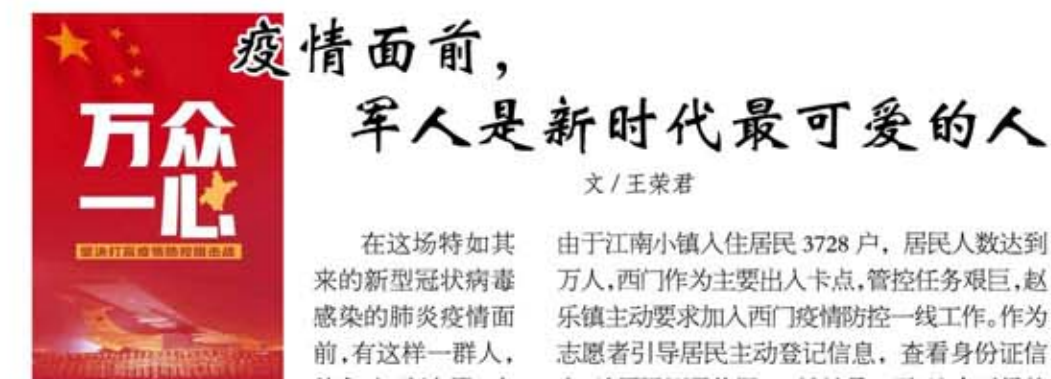 疫情面前，
军人是新时代最可爱的人
文 / 王荣君
万众
一心
坚决打赢疫情防控阻击战
在这场特如其
来的新型冠状病毒
感染的肺炎疫情面
前，有这样一群人，
由于江南小镇入住居民 3728 户，居民人数达到
万人，西门作为主要出入卡点，管控任务艰巨，赵
乐镇主动要求加入西门疫情防控一线工作。作为
志愿者引导居民主动登记信息，查看身份证信